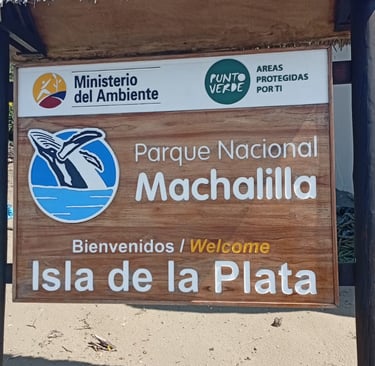 Ministerio
del Ambiente
PUNTO
VERDE
AREAS
PROTEGIDAS
POR TI
Parque Nacional
Machalilla
Bienvenidos / Welcome
Isla de la Plata